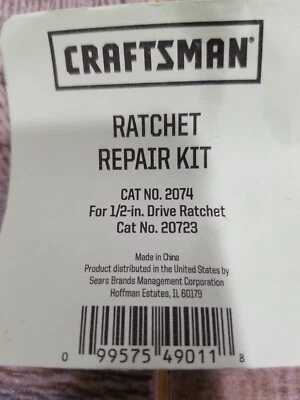 CRAFTSMAN®
RATCHET
REPAIR KIT
CAT NO. 2074
For 1/2-in. Drive Ratchet
Cat No. 20723
Made in China
Product distributed in the United States by
Sears Brands Management Corporation
Hoffman Estates, IL 60179
0 99575 49011 8